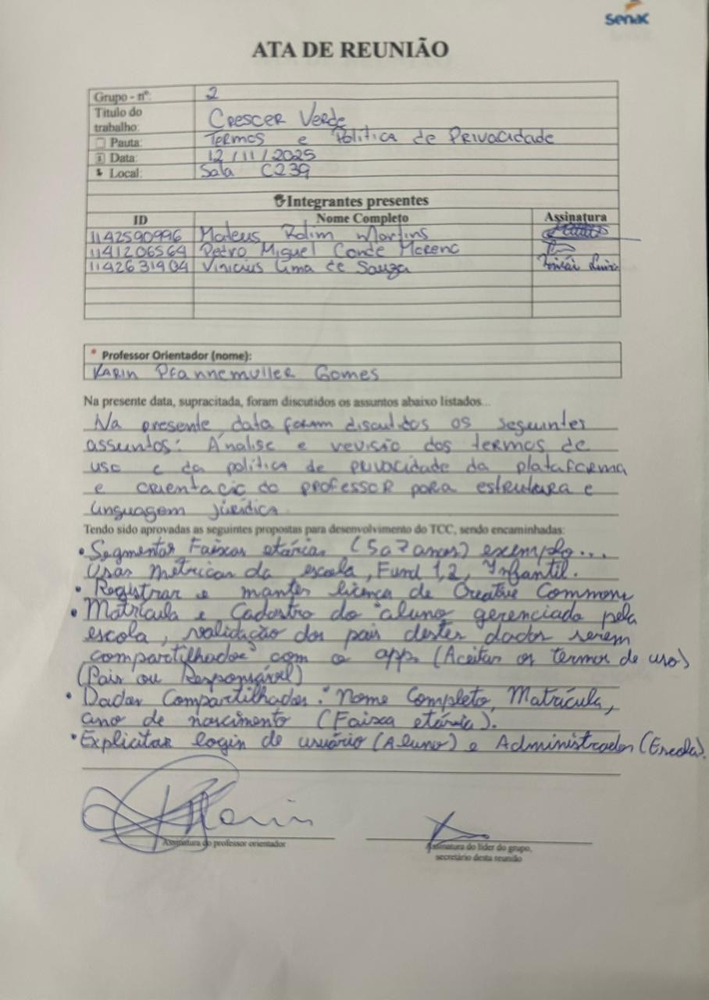 senac
ATA DE REUNIÃO
Grupo - nº: 2
Título do trabalho: Crescer Verde
Pauta: Termos e Política de Privacidade
Data: 12/11/2025
Local: Sala C239
Integrantes presentes
ID Nome Completo Assinatura
1142590996 Mateus Rolim Martins
1141206564 Pedro Miguel Conde Moreno
1142631904 Vinicius Lima de Souza
* Professor Orientador (nome):
Karin Pfannemuller Gomes
Na presente data, supracitada, foram discutidos os assuntos abaixo listados...
Na presente data foram discutidos os seguintes
assuntos: Análise e revisão dos termos de
uso e da política de privacidade da plataforma
e orientação do professor para estrutura e
linguagem jurídica
Tendo sido aprovadas as seguintes propostas para desenvolvimento do TCC, sendo encaminhadas:
• Segmentar Faixas etárias (5 a 7 anos) exemplo...
Usar métricas da escola, Fund 1,2, Infantil.
• Registrar e manter licença de Creative Commons
• Matrícula e Cadastro do aluno gerenciado pela
escola, validação dos pais destes dados serem
compartilhados com o app. (Aceitar os termos de uso)
(Pais ou Responsável)
• Dados Compartilhados: Nome Completo, Matrícula,
ano de nascimento (Faixa etária).
• Explicitar login de usuário (Aluno) e Administrador (Escola).
Karin
Assinatura do professor orientador
Assinatura do líder do grupo,
secretário desta reunião